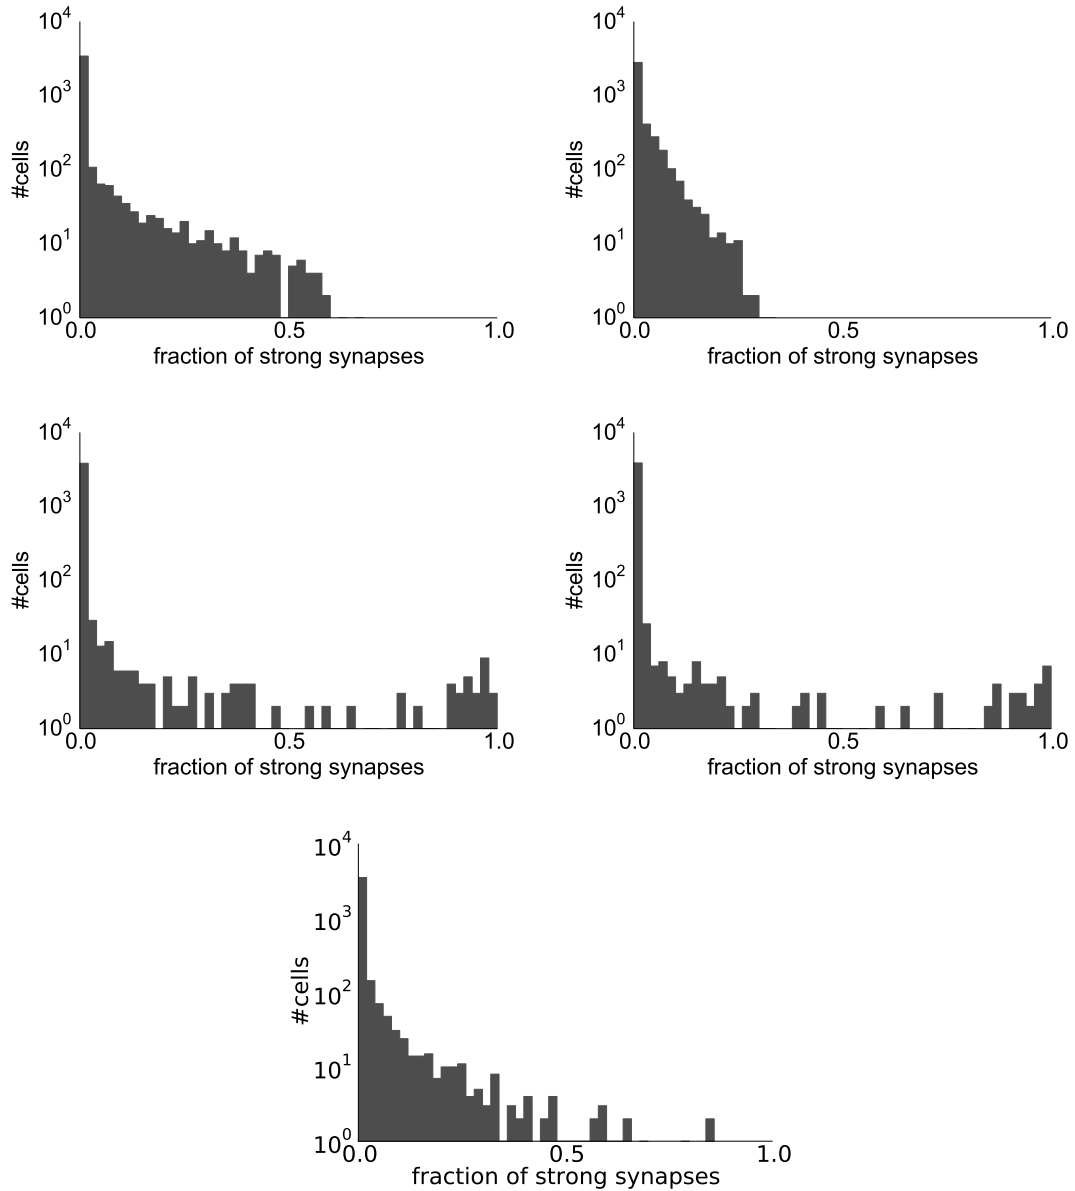 10^4 10^4
10^3 10^3
#cells #cells
10^2 10^2
10^1 10^1
10^0 10^0
0.0 0.5 1.0 0.0 0.5 1.0
fraction of strong synapses fraction of strong synapses
10^4 10^4
10^3 10^3
#cells #cells
10^2 10^2
10^1 10^1
10^0 10^0
0.0 0.5 1.0 0.0 0.5 1.0
fraction of strong synapses fraction of strong synapses
10^4
10^3
#cells
10^2
10^1
10^0
0.0 0.5 1.0
fraction of strong synapses